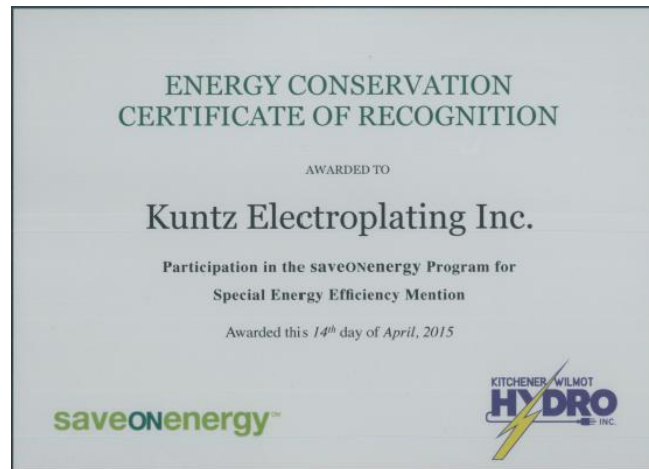 ENERGY CONSERVATION
CERTIFICATE OF RECOGNITION
AWARDED TO
Kuntz Electroplating Inc.
Participation in the saveONenergy Program for
Special Energy Efficiency Mention
Awarded this 14th day of April, 2015
saveONenergy™
KITCHENER WILMOT
HYDRO
INC.